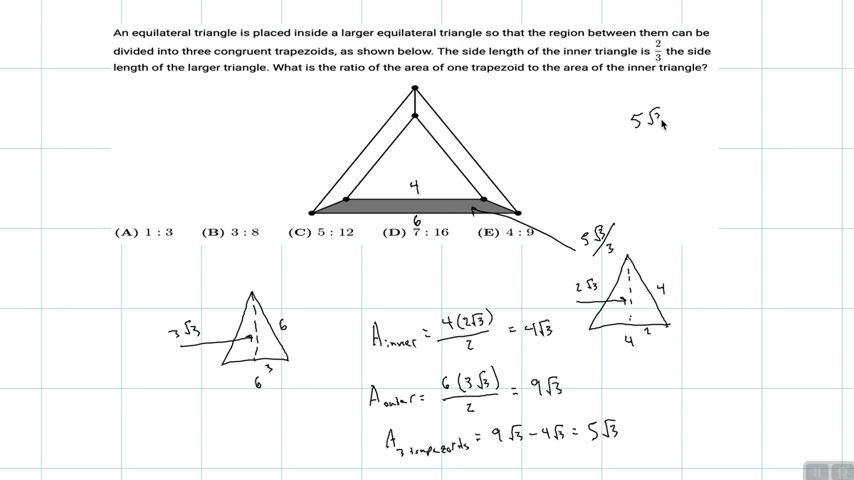 An equilateral triangle is placed inside a larger equilateral triangle so that the region between them can be
divided into three congruent trapezoids, as shown below. The side length of the inner triangle is 2/3 the side
length of the larger triangle. What is the ratio of the area of one trapezoid to the area of the inner triangle?
5√3
4
6
(A) 1 : 3 (B) 3 : 8 (C) 5 : 12 (D) 7 : 16 (E) 4 : 9
5√3/3
2√3
4
2
4
3√3
6
3
6
A inner = 4(2√3)/2 = 4√3
A outer = 6(3√3)/2 = 9√3
A 3 trapezoids = 9√3 - 4√3 = 5√3